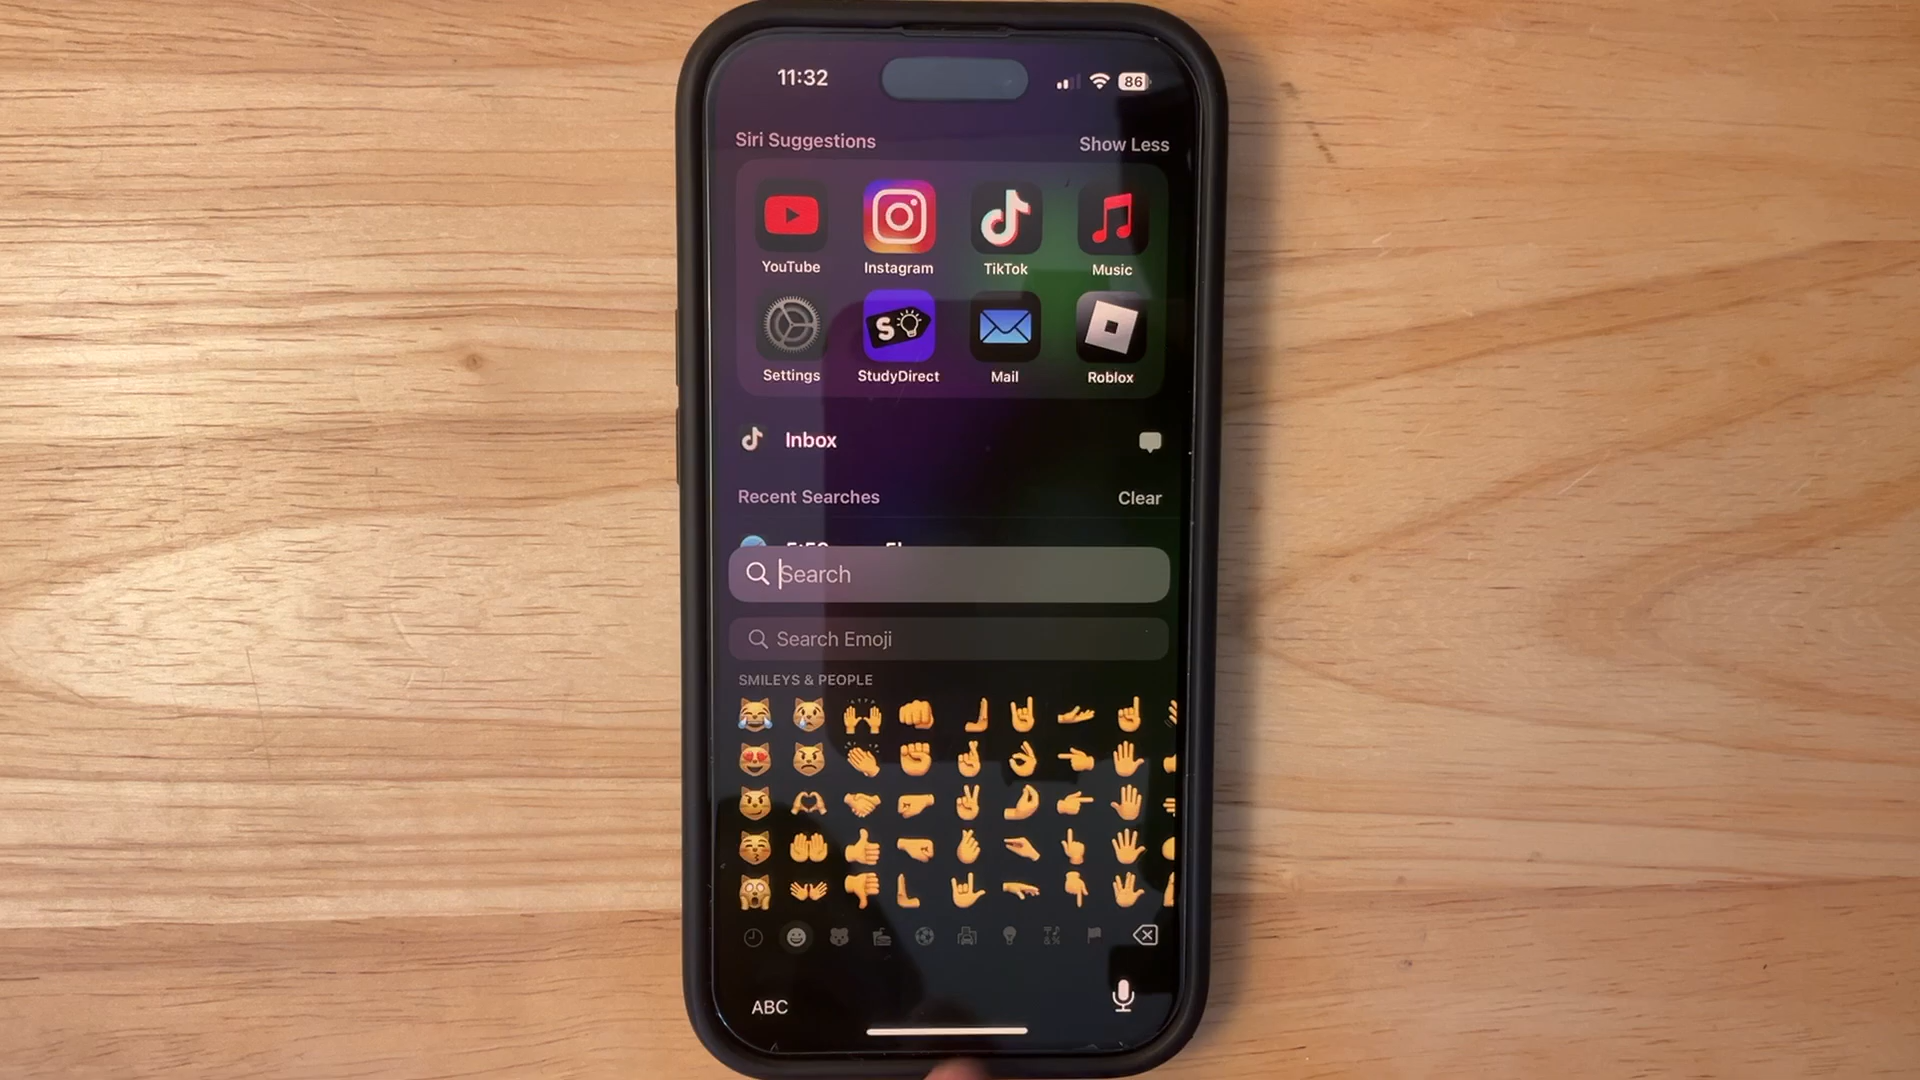 11:32
86
Siri Suggestions
Show Less
YouTube
Instagram
TikTok
Music
S
Settings
StudyDirect
Mail
Roblox
Inbox
Recent Searches
Clear
Search
Search Emoji
SMILEYS & PEOPLE
ABC